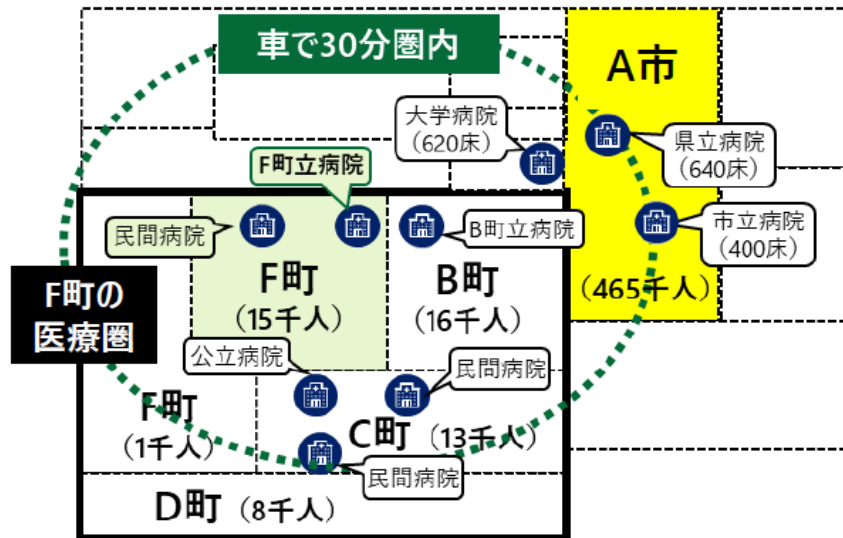 車で30分圏内
A市
大学病院
(620床)
県立病院
(640床)
F町立病院
民間病院
B町立病院
市立病院
(400床)
F町
(15千人)
B町
(16千人)
(465千人)
F町の
医療圏
公立病院
民間病院
F町
(1千人)
C町 (13千人)
民間病院
D町 (8千人)